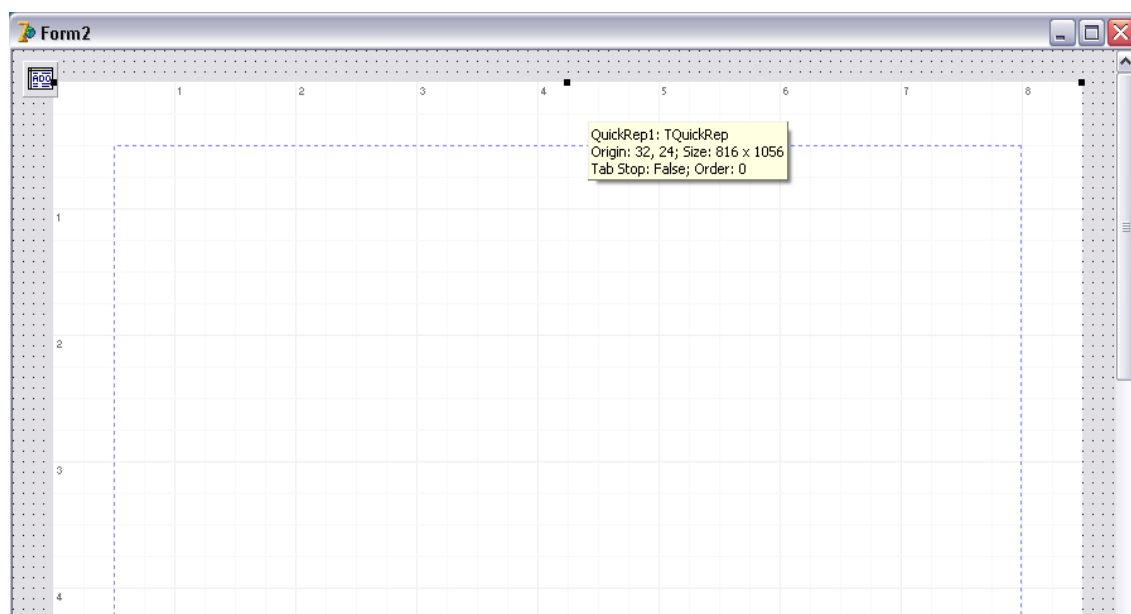 Form2
ADO
1 2 3 4 5 6 7 8
QuickRep1: TQuickRep
Origin: 32, 24; Size: 816 x 1056
Tab Stop: False; Order: 0
1
2
3
4